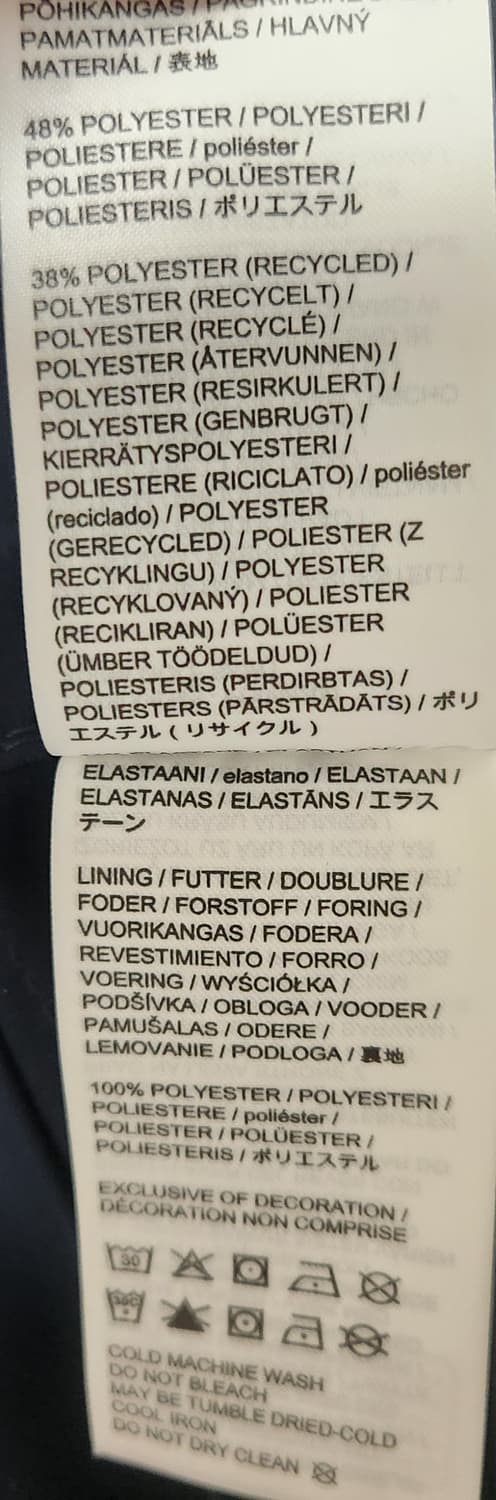 PÕHIKANGAS /
PAMATMATERIĀLS / HLAVNÝ
MATERIÁL / 表地
48% POLYESTER / POLYESTERI /
POLIESTERE / poliéster /
POLIESTER / POLÜESTER /
POLIESTERIS / ポリエステル
38% POLYESTER (RECYCLED) /
POLYESTER (RECYCELT) /
POLYESTER (RECYCLÉ) /
POLYESTER (ÅTERVUNNEN) /
POLYESTER (RESIRKULERT) /
POLYESTER (GENBRUGT) /
KIERRÄTYSPOLYESTERI /
POLIESTERE (RICICLATO) / poliéster
(reciclado) / POLYESTER
(GERECYCLED) / POLIESTER (Z
RECYKLINGU) / POLYESTER
(RECYKLOVANÝ) / POLIESTER
(RECIKLIRAN) / POLÜESTER
(ÜMBER TÖÖDELDUD) /
POLIESTERIS (PERDIRBTAS) /
POLIESTERS (PĀRSTRĀDĀTS) / ポリ
エステル ( リサイクル )
ELASTAANI / elastano / ELASTAAN /
ELASTANAS / ELASTĀNS / エラス
テーン
LINING / FUTTER / DOUBLURE /
FODER / FORSTOFF / FORING /
VUORIKANGAS / FODERA /
REVESTIMIENTO / FORRO /
VOERING / WYŚCIÓŁKA /
PODŠÍVKA / OBLOGA / VOODER /
PAMUŠALAS / ODERE /
LEMOVANIE / PODLOGA / 裏地
100% POLYESTER / POLYESTERI /
POLIESTERE / poliéster /
POLIESTER / POLÜESTER /
POLIESTERIS / ポリエステル
EXCLUSIVE OF DECORATION /
DÉCORATION NON COMPRISE
30
COLD MACHINE WASH
DO NOT BLEACH
MAY BE TUMBLE DRIED-COLD
COOL IRON
DO NOT DRY CLEAN